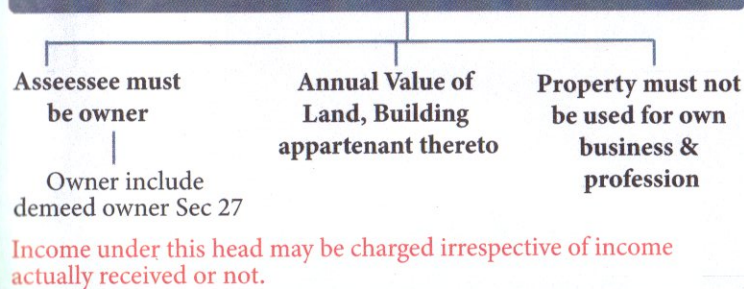 Asseessee must
be owner
Owner include
demeed owner Sec 27
Annual Value of
Land, Building
appartenant thereto
Property must not
be used for own
business &
profession
Income under this head may be charged irrespective of income
actually received or not.